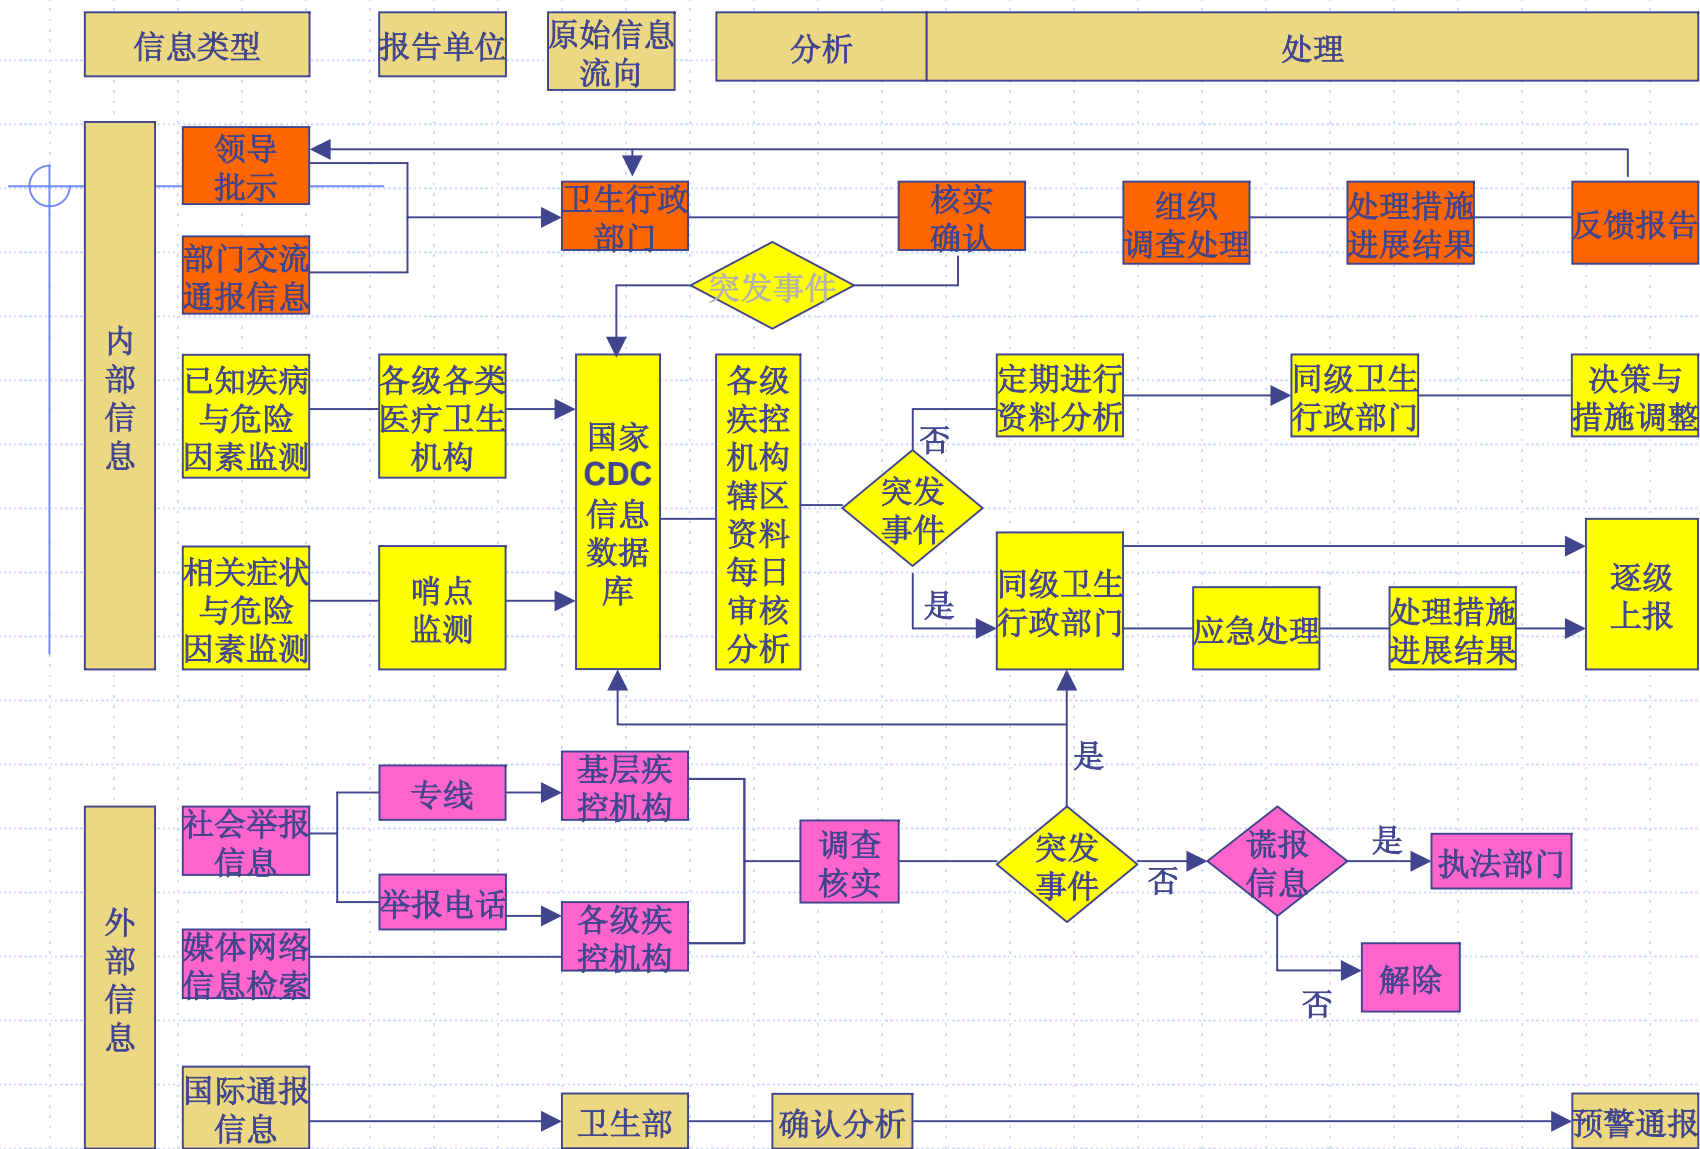 信息类型
报告单位
原始信息
流向
分析
处理
内
部
信
息
领导
批示
部门交流
通报信息
卫生行政
部门
核实
确认
组织
调查处理
处理措施
进展结果
反馈报告
突发事件
已知疾病
与危险
因素监测
各级各类
医疗卫生
机构
国家
CDC
信息
数据
库
各级
疾控
机构
辖区
资料
每日
审核
分析
否
突发
事件
是
定期进行
资料分析
同级卫生
行政部门
决策与
措施调整
相关症状
与危险
因素监测
哨点
监测
同级卫生
行政部门
应急处理
处理措施
进展结果
逐级
上报
外
部
信
息
社会举报
信息
专线
举报电话
基层疾
控机构
各级疾
控机构
媒体网络
信息检索
调查
核实
是
突发
事件
否
谎报
信息
是
执法部门
否
解除
国际通报
信息
卫生部
确认分析
预警通报